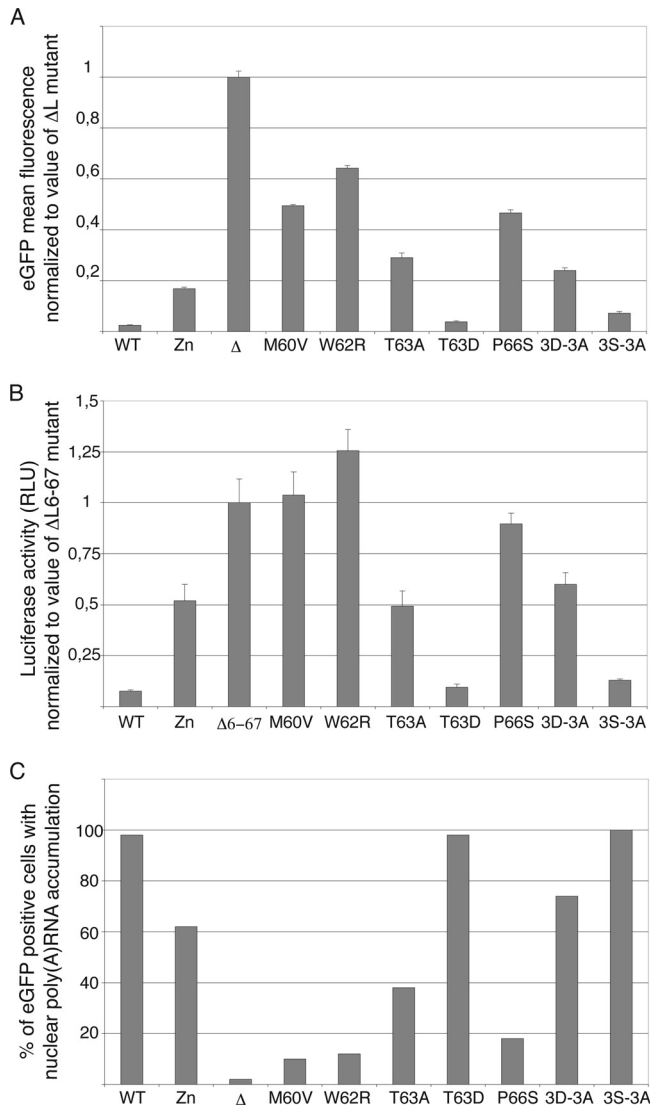 A
eGFP mean fluorescence
normalized to value of ΔL mutant
1
0,8
0,6
0,4
0,2
WT Zn Δ M60V W62R T63A T63D P66S 3D-3A 3S-3A
B
Luciferase activity (RLU)
normalized to value of ΔL6-67 mutant
1,5
1,25
1
0,75
0,5
0,25
WT Zn Δ6–67 M60V W62R T63A T63D P66S 3D-3A 3S-3A
C
% of eGFP positive cells with
nuclear poly(A)RNA accumulation
100
80
60
40
20
WT Zn Δ M60V W62R T63A T63D P66S 3D-3A 3S-3A